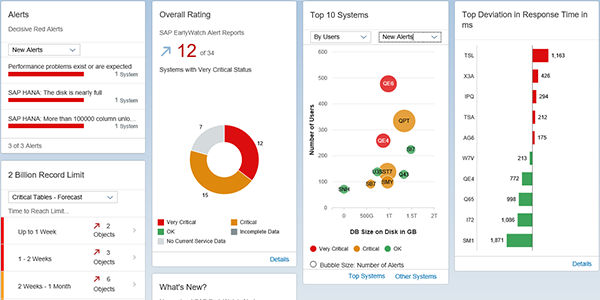 Alerts
Decisive Red Alerts
New Alerts
Performance problems exist or are expected
1 System
SAP HANA: The disk is nearly full
1 System
SAP HANA: More than 100000 column unlo...
1 System
3 of 3 Alerts
2 Billion Record Limit
Critical Tables - Forecast
Time to Reach Limit...
Up to 1 Week
2
Objects
1 - 2 Weeks
3
Objects
2 Weeks - 1 Month
6
Objects
Overall Rating
SAP EarlyWatch Alert Reports
12 of 34
Systems with Very Critical Status
7
12
15
Very Critical
Critical
OK
Incomplete Data
No Current Service Data
Details
What's New?
Top 10 Systems
By Users
New Alerts
Number of Users
600
500
400
300
200
100
0
QE6
QPT
QE4
IS7
U3S
ST7
SNH
SB7
SMY
Q43
0
500G
1T
1.5T
2T
DB Size on Disk in GB
Very Critical
Critical
OK
Bubble Size: Number of Alerts
Top Systems
Other Systems
Top Deviation in Response Time in
ms
TSL
1,163
X3A
426
IPQ
294
TSA
212
AG6
175
W7V
213
QE4
772
Q65
998
I72
1,086
SM1
1,871
Details